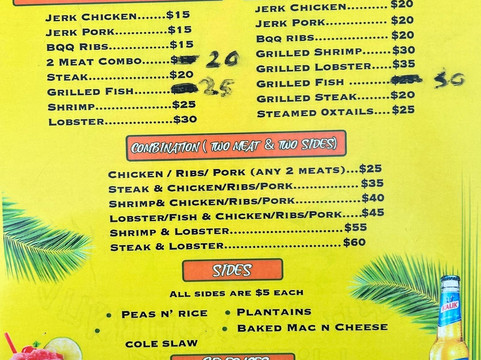 Jerk Chicken.......$15
Jerk Pork..............$15
BQQ Ribs..............$15
2 Meat Combo...... 20
Steak....................$20
Grilled Fish....... 25
Shrimp..................$25
Lobster................$30
Jerk Chicken.........$20
Jerk Pork..............$20
BQQ ribs...............$20
Grilled Shrimp......$30
Grilled Lobster.....$35
Grilled Fish 30
Grilled Steak........$20
Steamed Oxtails....$25
Combination ( Two Meat & Two Sides)
Chicken / Ribs/ Pork (any 2 meats)...$25
Steak & Chicken/Ribs/Pork................$35
Shrimp& Chicken/Ribs/Pork..............$40
Lobster/Fish & Chicken/Ribs/Pork....$45
Shrimp & Lobster............................$55
Steak & Lobster.............................$60
Sides
All sides are $5 each
• Peas n' rice • Plantains
• Baked Mac n Cheese
cole slaw